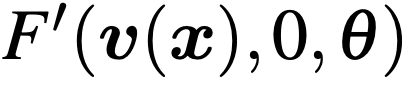 F′(𝒗(𝒙), 0, 𝜽)